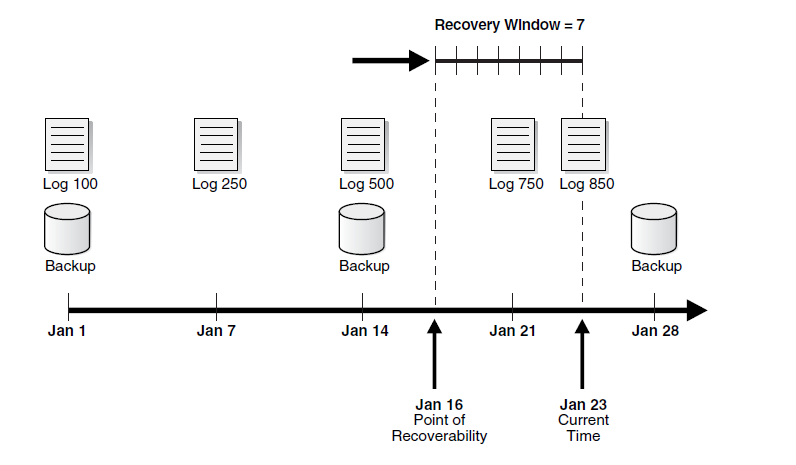 Recovery WIndow = 7
Log 100
Log 250
Log 500
Log 750
Log 850
Backup
Backup
Backup
Jan 1
Jan 7
Jan 14
Jan 21
Jan 28
Jan 16
Point of
Recoverability
Jan 23
Current
Time